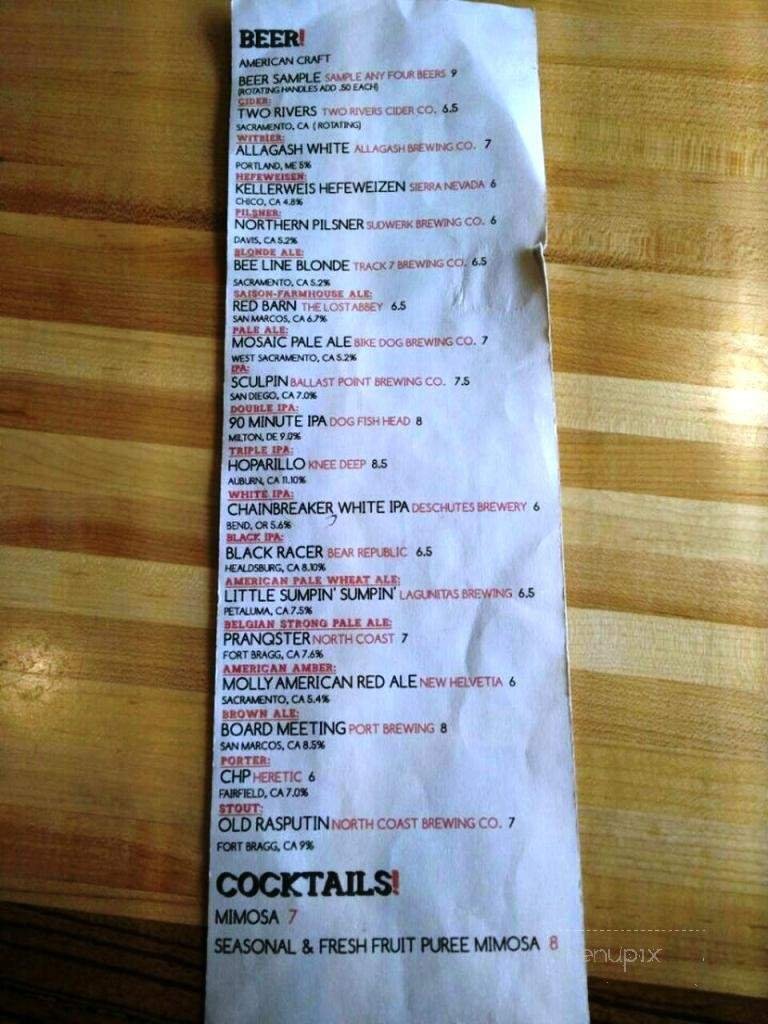 BEER!
AMERICAN CRAFT
BEER SAMPLE SAMPLE ANY FOUR BEERS 9
(ROTATING HANDLES ADD .50 EACH)
CIDER:
TWO RIVERS TWO RIVERS CIDER CO. 6.5
SACRAMENTO, CA (ROTATING)
WITBIER:
ALLAGASH WHITE ALLAGASH BREWING CO. 7
PORTLAND, ME 5%
HEFEWEISEN:
KELLERWEIS HEFEWEIZEN SIERRA NEVADA 6
CHICO, CA 4.8%
PILSNER:
NORTHERN PILSNER SUDWERK BREWING CO. 6
DAVIS, CA 5.2%
BLONDE ALE:
BEE LINE BLONDE TRACK 7 BREWING CO. 6.5
SACRAMENTO, CA 5.2%
SAISON-FARMHOUSE ALE:
RED BARN THE LOST ABBEY 6.5
SAN MARCOS, CA 6.7%
PALE ALE:
MOSAIC PALE ALE BIKE DOG BREWING CO. 7
WEST SACRAMENTO, CA 5.2%
IPA:
SCULPIN BALLAST POINT BREWING CO. 7.5
SAN DIEGO, CA 7.0%
DOUBLE IPA:
90 MINUTE IPA DOG FISH HEAD 8
MILTON, DE 9.0%
TRIPLE IPA:
HOPARILLO KNEE DEEP 8.5
AUBURN, CA 11.10%
WHITE IPA:
CHAINBREAKER WHITE IPA DESCHUTES BREWERY 6
BEND, OR 5.6%
BLACK IPA:
BLACK RACER BEAR REPUBLIC 6.5
HEALDSBURG, CA 8.10%
AMERICAN PALE WHEAT ALE:
LITTLE SUMPIN' SUMPIN' LAGUNITAS BREWING 6.5
PETALUMA, CA 7.5%
BELGIAN STRONG PALE ALE:
PRANQSTER NORTH COAST 7
FORT BRAGG, CA 7.6%
AMERICAN AMBER:
MOLLY AMERICAN RED ALE NEW HELVETIA 6
SACRAMENTO, CA 5.4%
BROWN ALE:
BOARD MEETING PORT BREWING 8
SAN MARCOS, CA 8.5%
PORTER:
CHP HERETIC 6
FAIRFIELD, CA 7.0%
STOUT:
OLD RASPUTIN NORTH COAST BREWING CO. 7
FORT BRAGG, CA 9%
COCKTAILS!
MIMOSA 7
SEASONAL & FRESH FRUIT PUREE MIMOSA 8
menupix